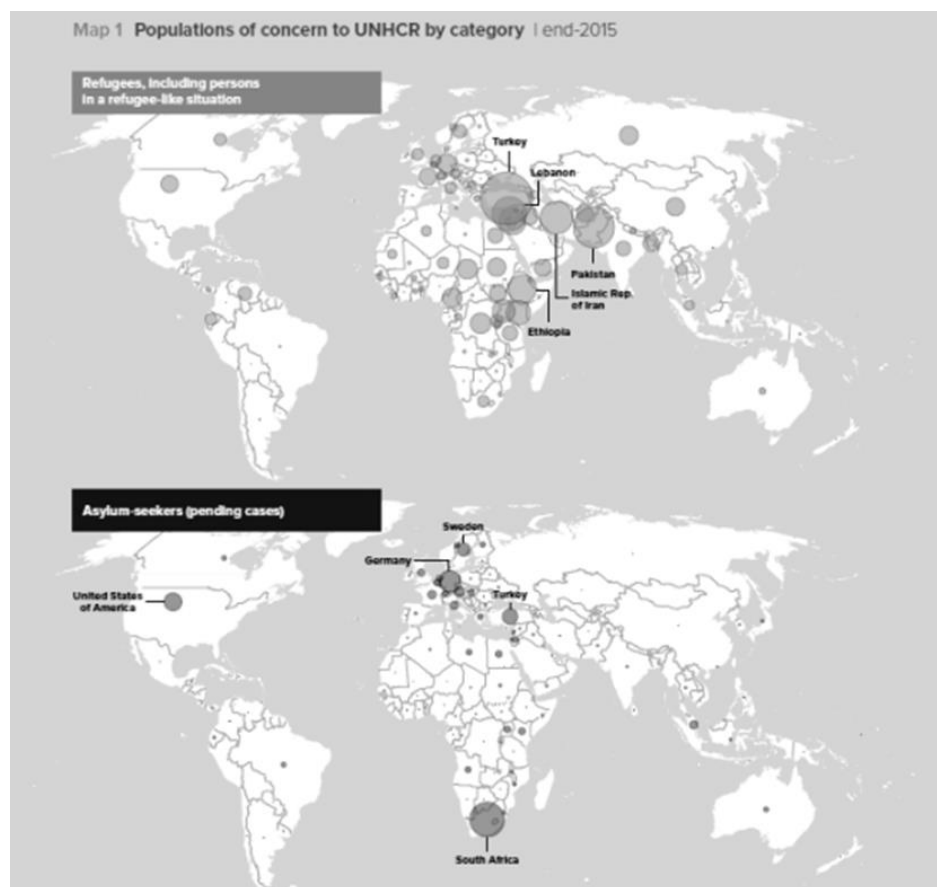 Map 1 Populations of concern to UNHCR by category | end-2015
Refugees, including persons
in a refugee-like situation
Turkey
Lebanon
Pakistan
Islamic Rep.
of Iran
Ethiopia
Asylum-seekers (pending cases)
Sweden
Germany
Turkey
United States
of America
South Africa